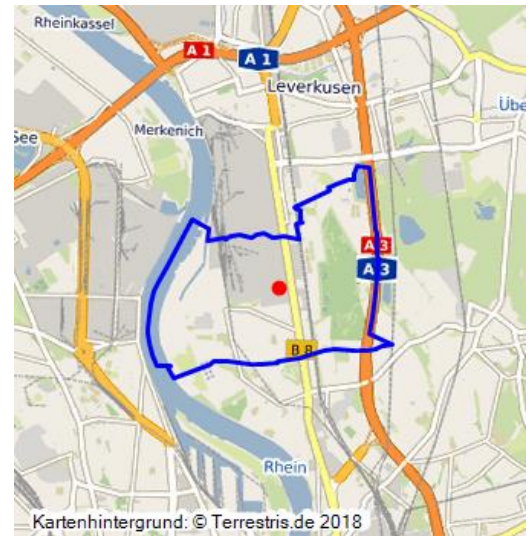 Rheinkassel
A 1
A 1
Leverkusen
Übe
Merkenich
See
A 3
A 3
B 8
Rhein
Kartenhintergrund: © Terrestris.de 2018